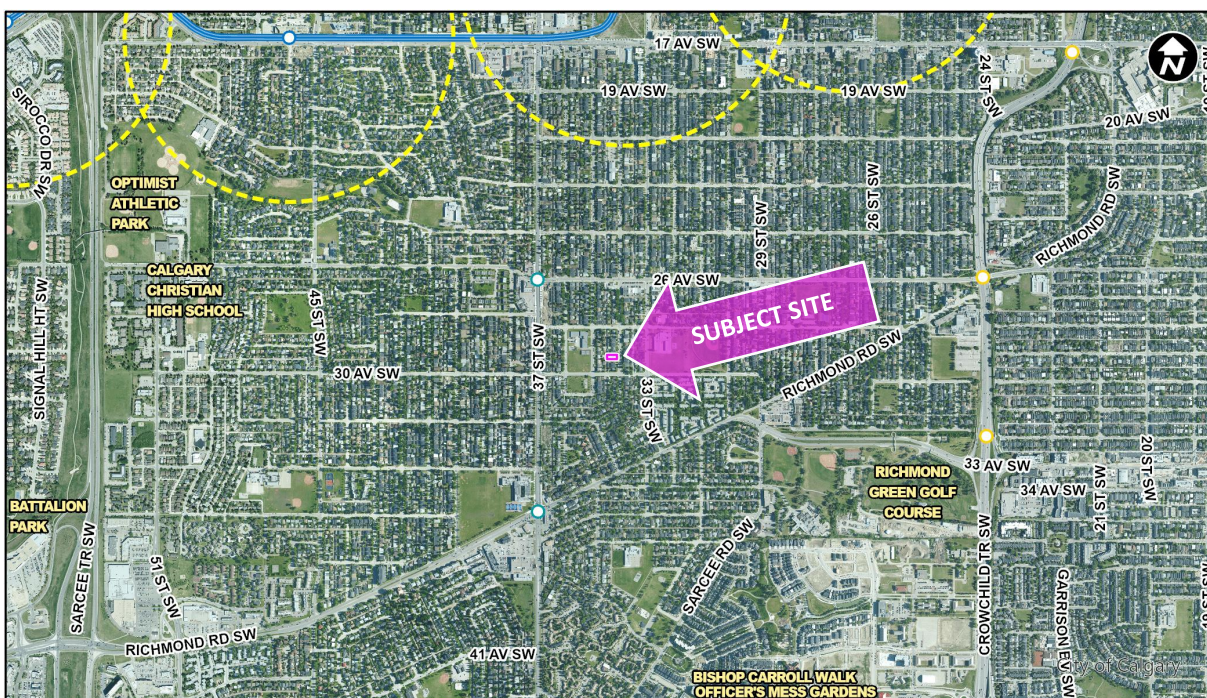 17 AV SW
24 ST SW
N
19 AV SW
19 AV SW
20 AV SW
SIROCCO DR SW
OPTIMIST
ATHLETIC
PARK
26 ST SW
RICHMOND RD SW
29 ST SW
CALGARY
CHRISTIAN
HIGH SCHOOL
26 AV SW
SUBJECT SITE
SIGNAL HILL HT SW
45 ST SW
37 ST SW
30 AV SW
33 ST SW
RICHMOND RD SW
33 AV SW
RICHMOND
GREEN GOLF
COURSE
34 AV SW
21 ST SW
20 ST SW
BATTALION
PARK
SARCEE TR SW
51 ST SW
SARCEE RD SW
CROWCHILD TR SW
GARRISON BV SW
RICHMOND RD SW
41 AV SW
City of Calgary
BISHOP CARROLL WALK
OFFICER'S MESS GARDENS